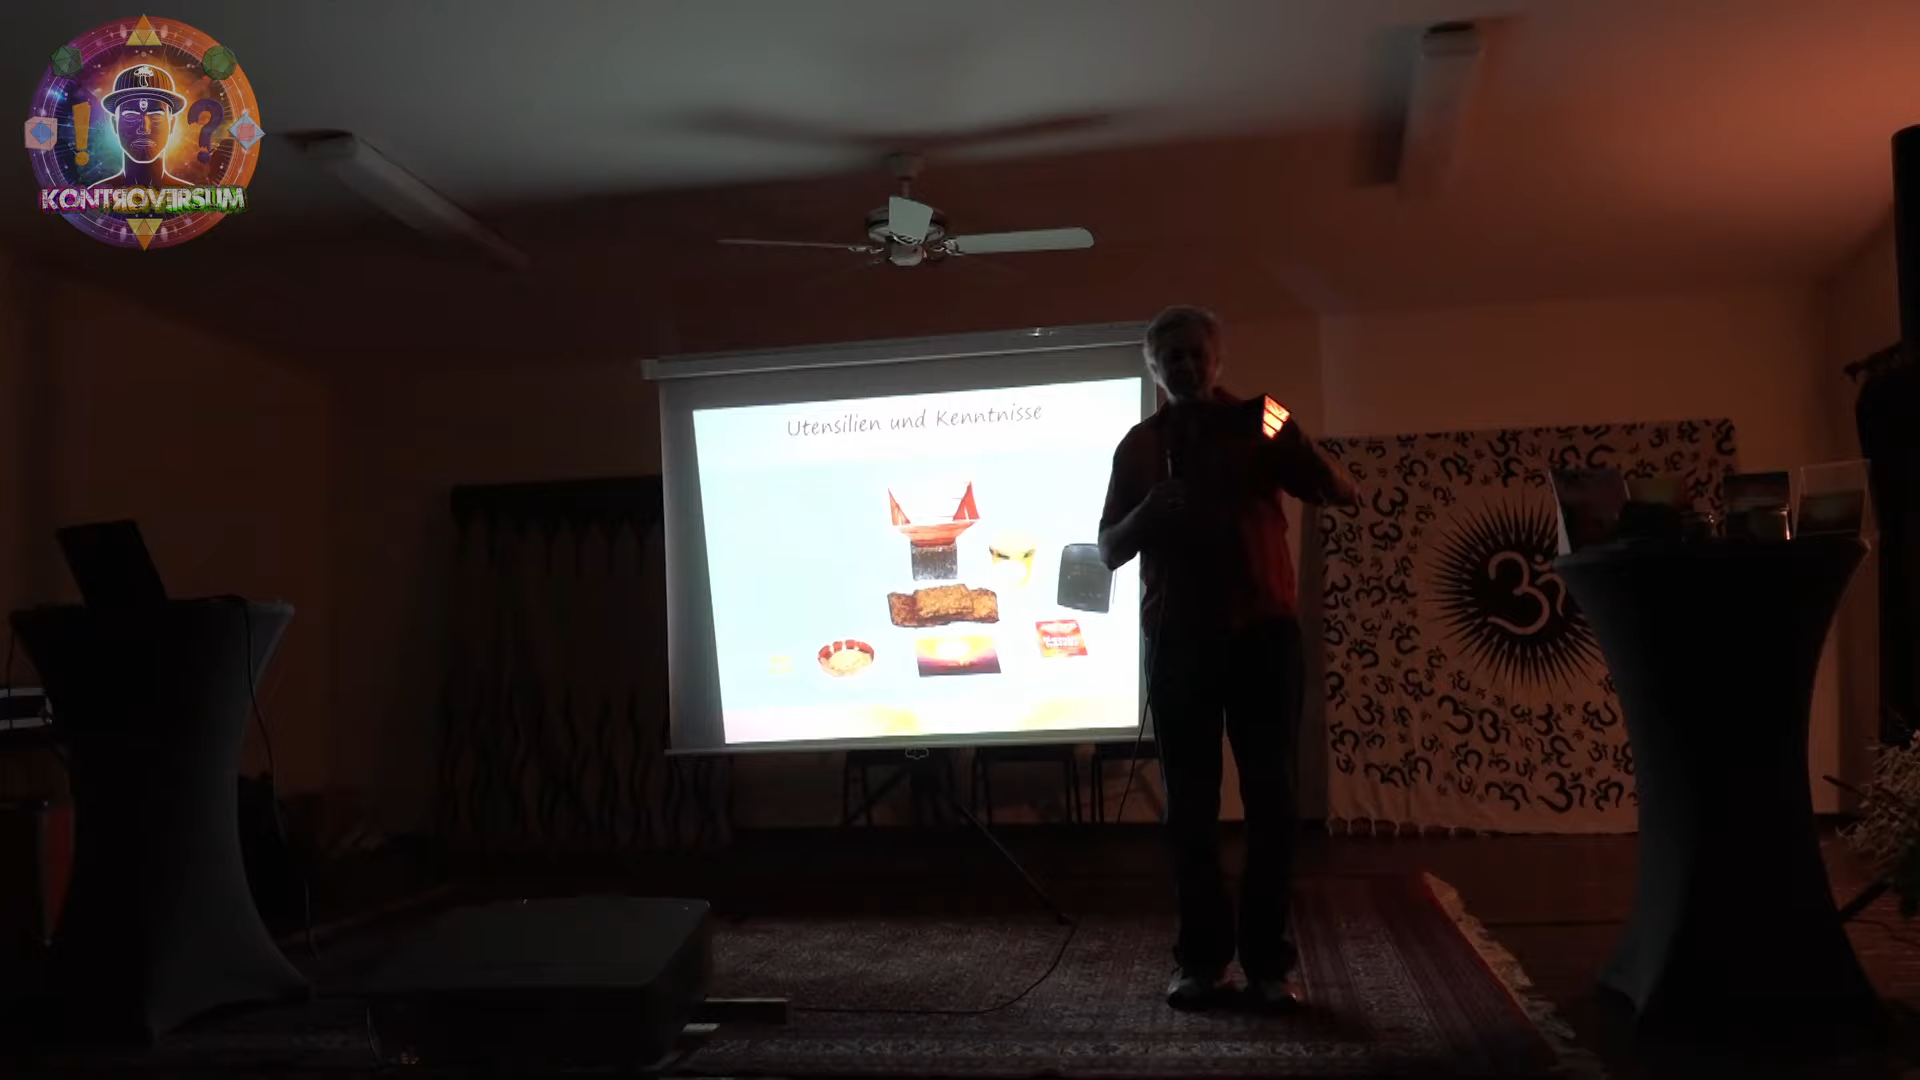 ! ?
KONTROVERSUM
Utensilien und Kenntnisse
ॐ